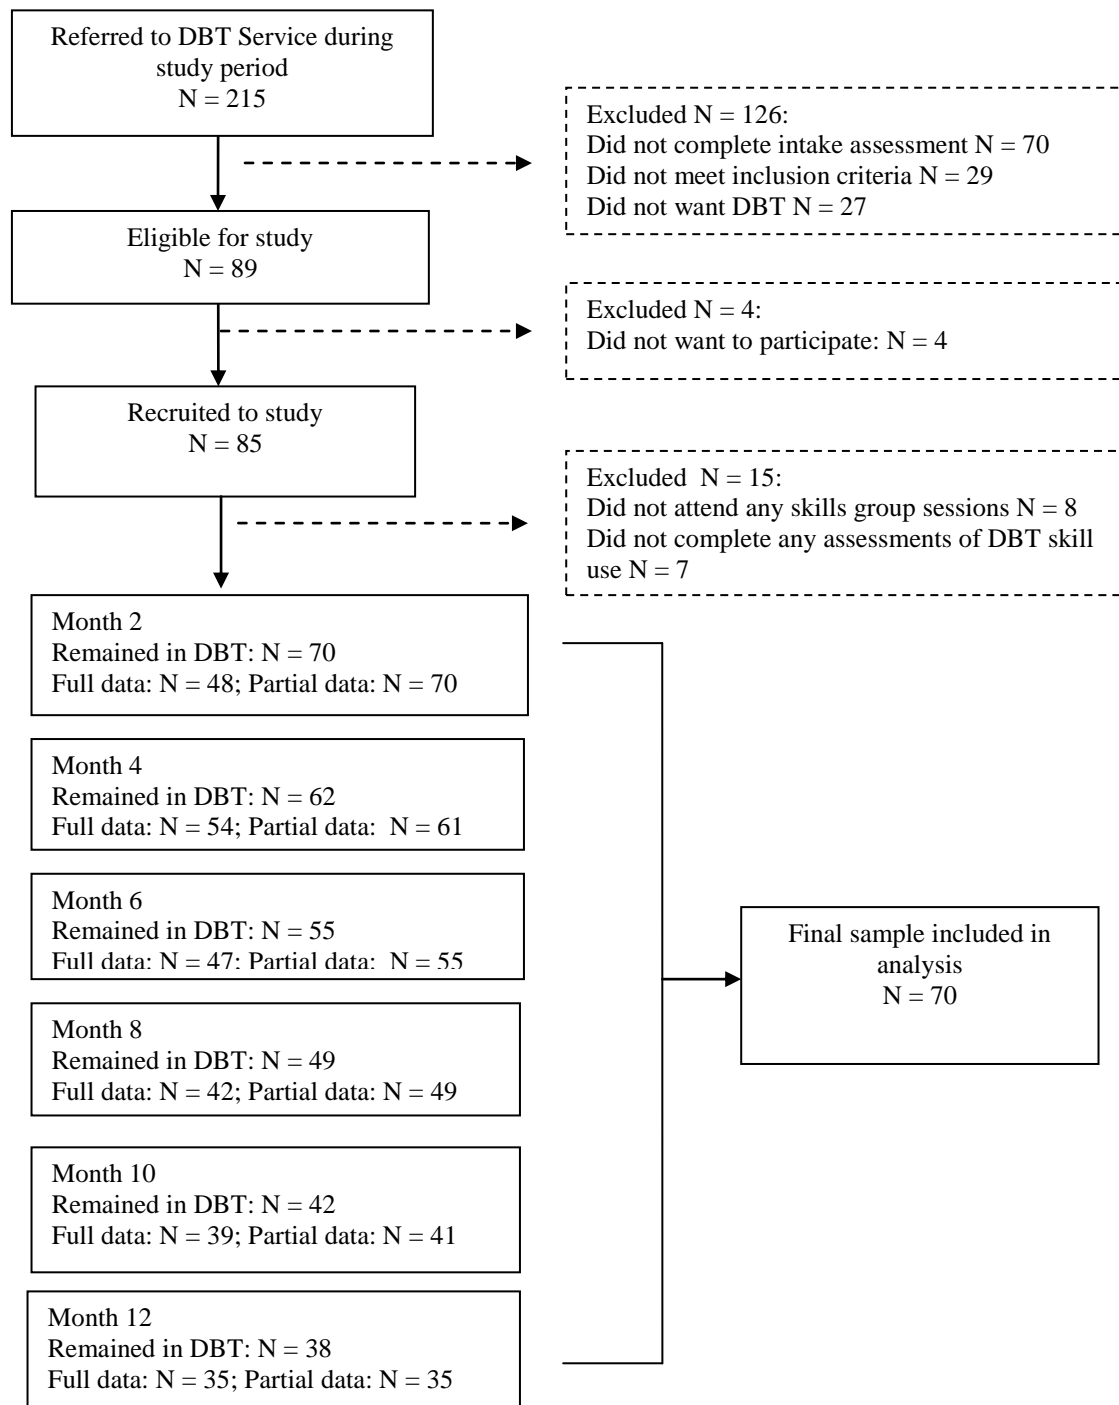 Referred to DBT Service during
study period
N = 215
Excluded N = 126:
Did not complete intake assessment N = 70
Did not meet inclusion criteria N = 29
Did not want DBT N = 27
Eligible for study
N = 89
Excluded N = 4:
Did not want to participate: N = 4
Recruited to study
N = 85
Excluded  N = 15:
Did not attend any skills group sessions N = 8
Did not complete any assessments of DBT skill
use N = 7
Month 2
Remained in DBT: N = 70
Full data: N = 48; Partial data: N = 70
Month 4
Remained in DBT: N = 62
Full data: N = 54; Partial data:  N = 61
Month 6
Remained in DBT: N = 55
Full data: N = 47; Partial data:  N = 55
Final sample included in
analysis
N = 70
Month 8
Remained in DBT: N = 49
Full data: N = 42; Partial data: N = 49
Month 10
Remained in DBT: N = 42
Full data: N = 39; Partial data: N = 41
Month 12
Remained in DBT: N = 38
Full data: N = 35; Partial data: N = 35